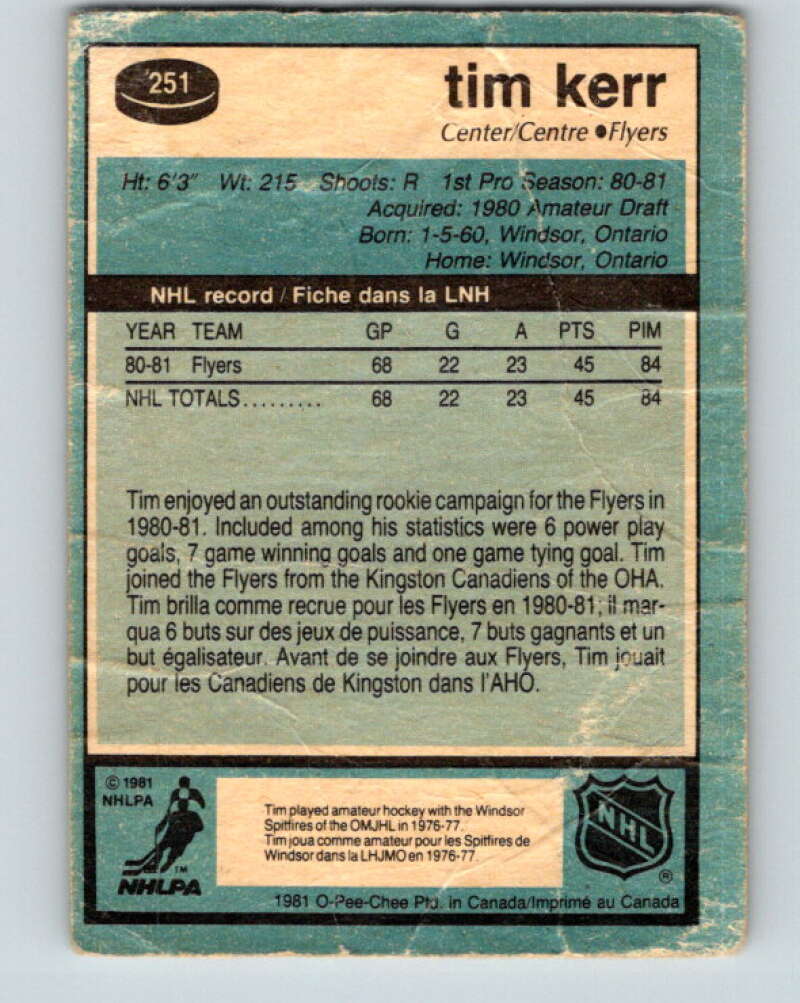 251
tim kerr
Center/Centre •Flyers
Ht: 6'3" Wt: 215 Shoots: R 1st Pro Season: 80-81
Acquired: 1980 Amateur Draft
Born: 1-5-60, Windsor, Ontario
Home: Windsor, Ontario
NHL record / Fiche dans la LNH
YEAR TEAM GP G A PTS PIM
80-81 Flyers 68 22 23 45 84
NHL TOTALS......... 68 22 23 45 84
Tim enjoyed an outstanding rookie campaign for the Flyers in
1980-81. Included among his statistics were 6 power play
goals, 7 game winning goals and one game tying goal. Tim
joined the Flyers from the Kingston Canadiens of the OHA.
Tim brilla comme recrue pour les Flyers en 1980-81; il mar-
qua 6 buts sur des jeux de puissance, 7 buts gagnants et un
but égalisateur. Avant de se joindre aux Flyers, Tim jouait
pour les Canadiens de Kingston dans l'AHO.
© 1981
NHLPA
TM
NHLPA
Tim played amateur hockey with the Windsor
Spitfires of the OMJHL in 1976-77.
Tim joua comme amateur pour les Spitfires de
Windsor dans la LHJMO en 1976-77.
NHL
®
1981 O-Pee-Chee Ptd. in Canada/Imprimé au Canada